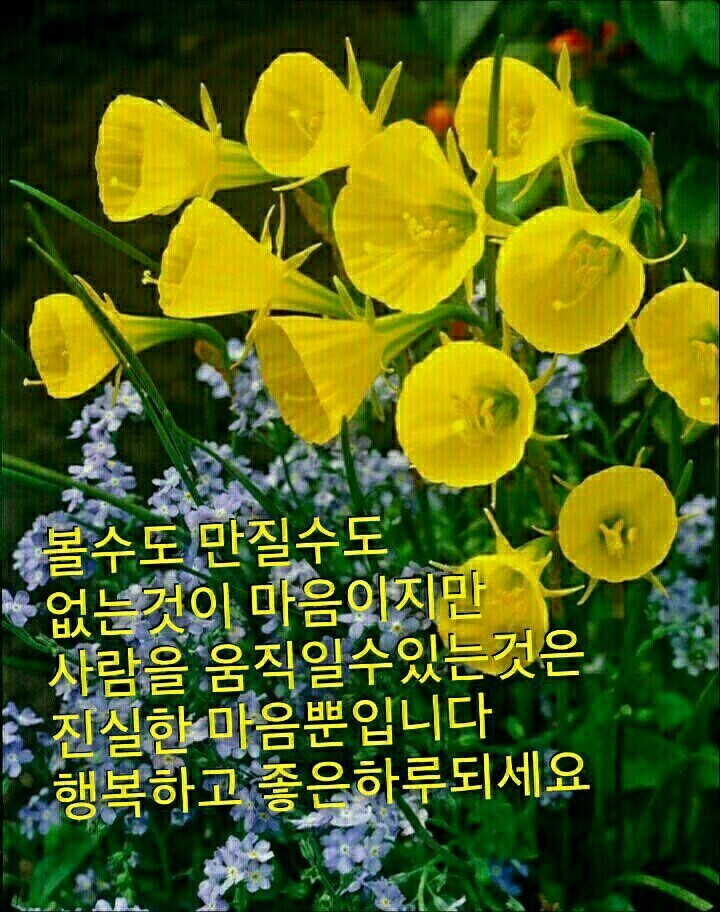 볼수도 만질수도
없는것이 마음이지만
사람을 움직일수있는것은
진실한 마음뿐입니다
행복하고 좋은하루되세요